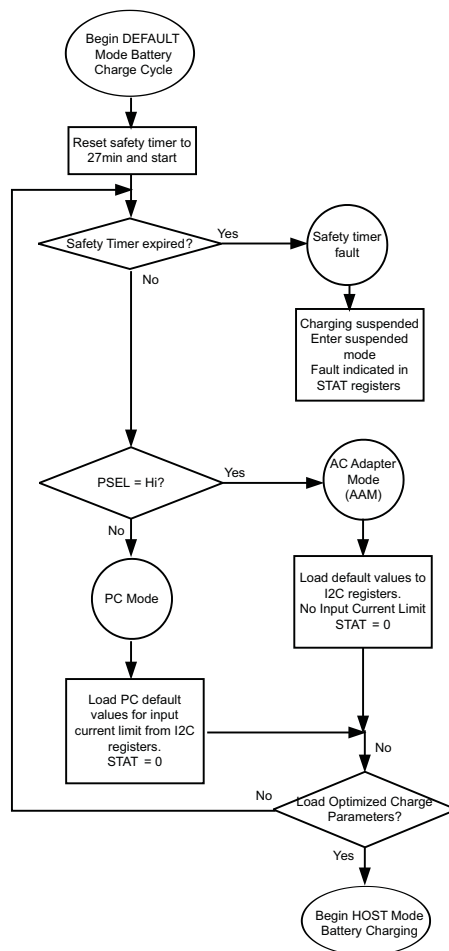 Begin DEFAULT
Mode Battery
Charge Cycle
Reset safety timer to
27min and start
Safety Timer expired?
Yes
Safety timer
fault
No
Charging suspended
Enter suspended
mode
Fault indicated in
STAT registers
PSEL = Hi?
Yes
AC Adapter
Mode
(AAM)
No
PC Mode
Load default values to
I2C registers.
No Input Current Limit
STAT = 0
Load PC default
values for input
current limit from I2C
registers.
STAT = 0
No
No
Load Optimized Charge
Parameters?
Yes
Begin HOST Mode
Battery Charging